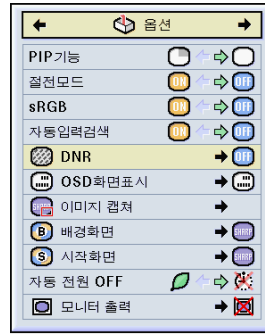 옵션
PIP기능
절전모드 ON OFF
sRGB ON OFF
자동입력검색 ON OFF
DNR OFF
OSD화면표시
이미지 캡쳐
B 배경화면 SHARP
S 시작화면 SHARP
자동 전원 OFF
모니터 출력